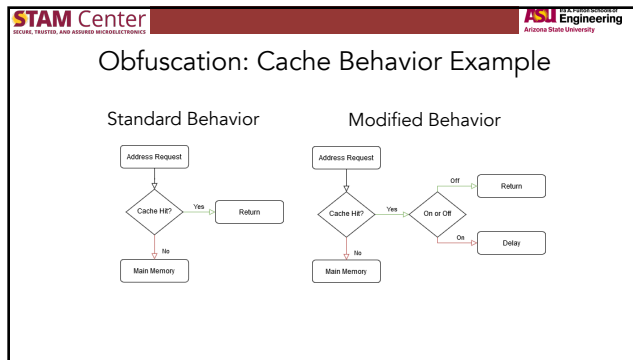 STAM Center
SECURE, TRUSTED, AND ASSURED MICROELECTRONICS
ASU Ira A. Fulton Schools of
Engineering
Arizona State University
Obfuscation: Cache Behavior Example
Standard Behavior
Address Request
Cache Hit?
Yes
Return
No
Main Memory
Modified Behavior
Address Request
Cache Hit?
Yes
On or Off
Off
Return
On
Delay
No
Main Memory